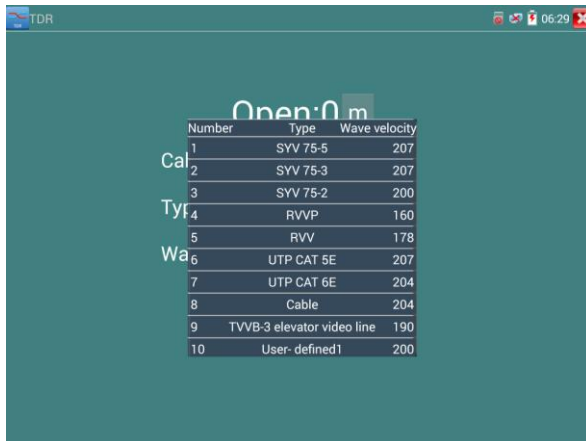 TDR 06:29
Open:0 m
Number Type Wave velocity
1 SYV 75-5 207
2 SYV 75-3 207
3 SYV 75-2 200
4 RVVP 160
5 RVV 178
6 UTP CAT 5E 207
7 UTP CAT 6E 204
8 Cable 204
9 TVVB-3 elevator video line 190
10 User- defined1 200